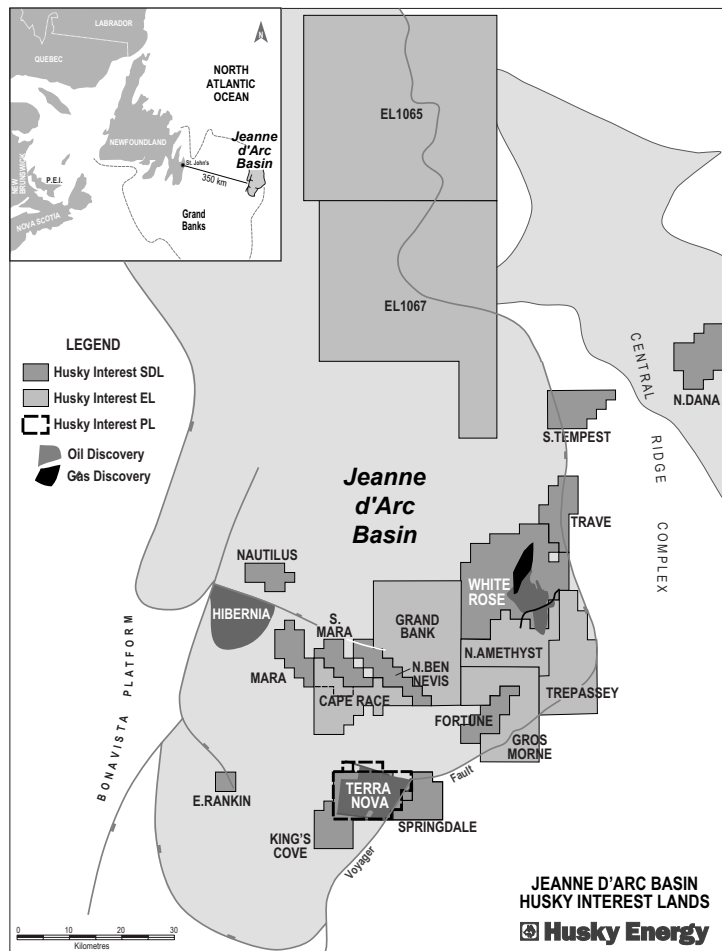 LABRADOR
QUEBEC
N
NORTH
ATLANTIC
OCEAN
NEWFOUNDLAND
St. John's
Jeanne
d'Arc
Basin
350 km
NEW
BRUNSWICK
P.E.I.
NOVA SCOTIA
Grand
Banks
EL1065
EL1067
LEGEND
Husky Interest SDL
Husky Interest EL
Husky Interest PL
Oil Discovery
Gas Discovery
CENTRAL
RIDGE
COMPLEX
N.DANA
S.TEMPEST
Jeanne
d'Arc
Basin
TRAVE
NAUTILUS
WHITE
ROSE
HIBERNIA
S.
MARA
GRAND
BANK
N.AMETHYST
MARA
N.BEN
NEVIS
CAPE RACE
TREPASSEY
FORTUNE
GROS
MORNE
BONAVISTA PLATFORM
Fault
E.RANKIN
TERRA
NOVA
SPRINGDALE
KING'S
COVE
Voyager
0 10 20 30
Kilometres
JEANNE D'ARC BASIN
HUSKY INTEREST LANDS
Husky Energy